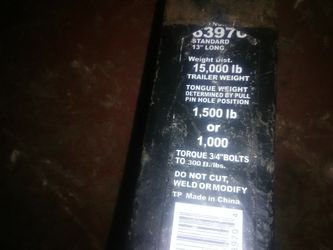 63970
STANDARD
13" LONG
Weight Dist.
15,000 lb
TRAILER WEIGHT
TONGUE WEIGHT
DETERMINED BY PULL
PIN HOLE POSITION
1,500 lb
or
1,000
TORQUE 3/4" BOLTS
TO 300 ft./lbs.
DO NOT CUT,
WELD OR MODIFY
TP Made in China